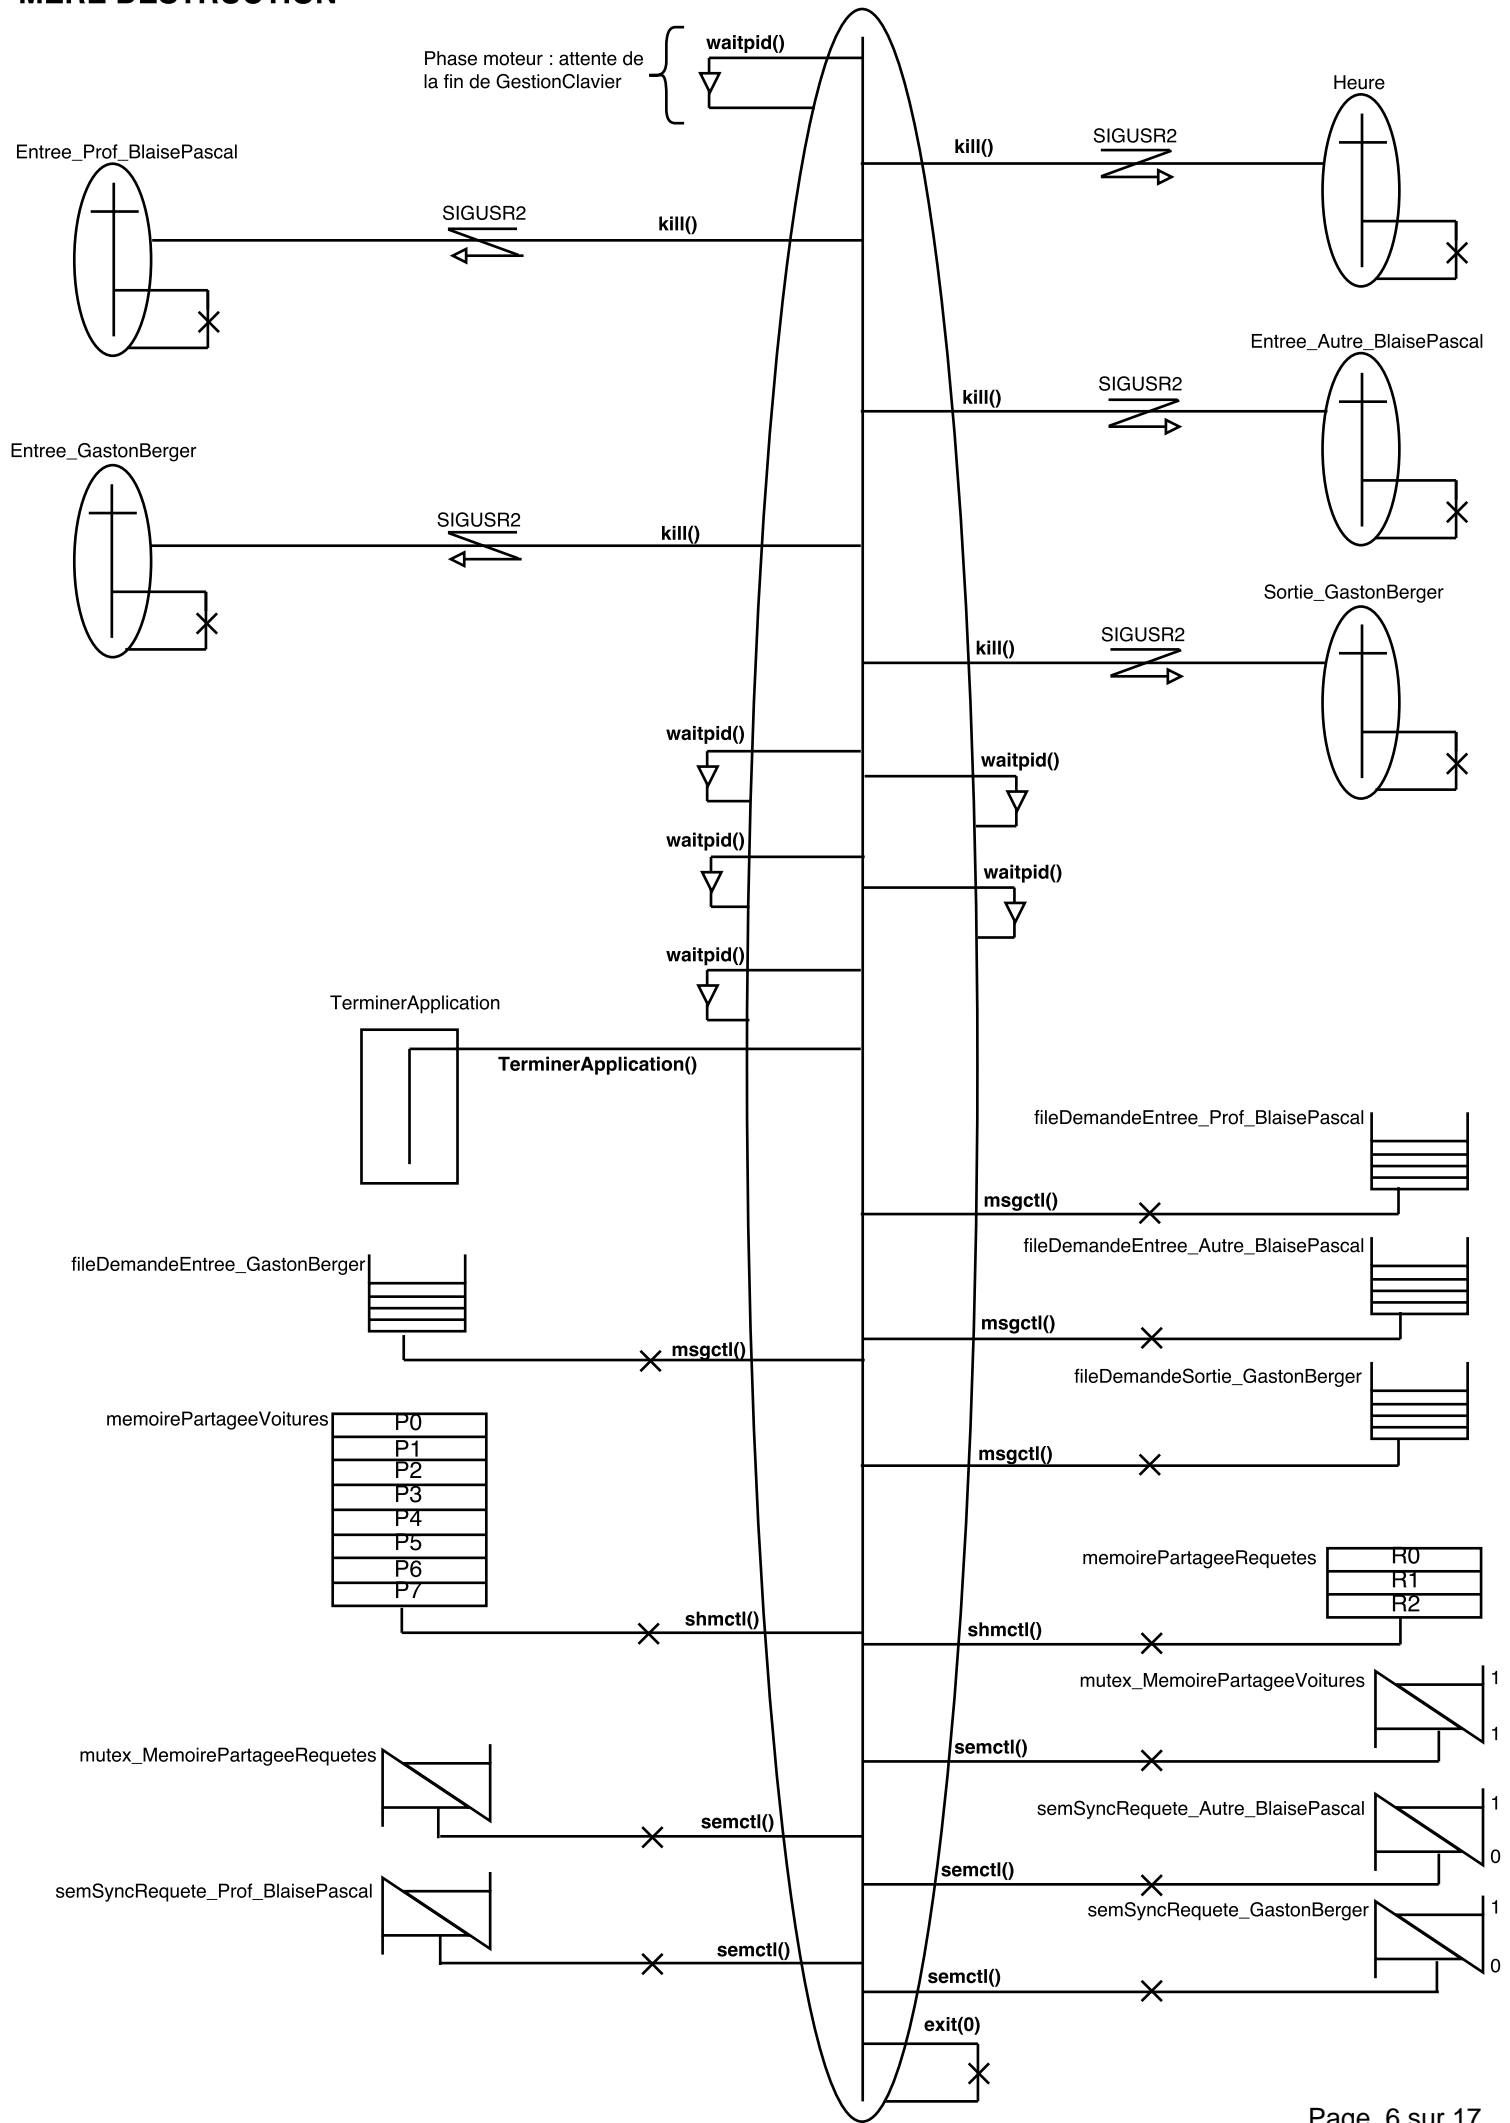 MERE DESTRUCTION
Phase moteur : attente de
la fin de GestionClavier
waitpid()
Heure
kill()
SIGUSR2
Entree_Prof_BlaisePascal
SIGUSR2
kill()
Entree_Autre_BlaisePascal
kill()
SIGUSR2
Entree_GastonBerger
SIGUSR2
kill()
Sortie_GastonBerger
kill()
SIGUSR2
waitpid()
waitpid()
waitpid()
waitpid()
waitpid()
TerminerApplication
TerminerApplication()
fileDemandeEntree_Prof_BlaisePascal
msgctl()
fileDemandeEntree_Autre_BlaisePascal
fileDemandeEntree_GastonBerger
msgctl()
msgctl()
fileDemandeSortie_GastonBerger
memoirePartageeVoitures
P0
P1
P2
P3
P4
P5
P6
P7
msgctl()
memoirePartageeRequetes
R0
R1
R2
shmctl()
shmctl()
mutex_MemoirePartageeVoitures
1
1
semctl()
mutex_MemoirePartageeRequetes
semctl()
semSyncRequete_Autre_BlaisePascal
1
0
semctl()
semSyncRequete_Prof_BlaisePascal
semctl()
semSyncRequete_GastonBerger
1
0
semctl()
exit(0)
Page 6 sur 17